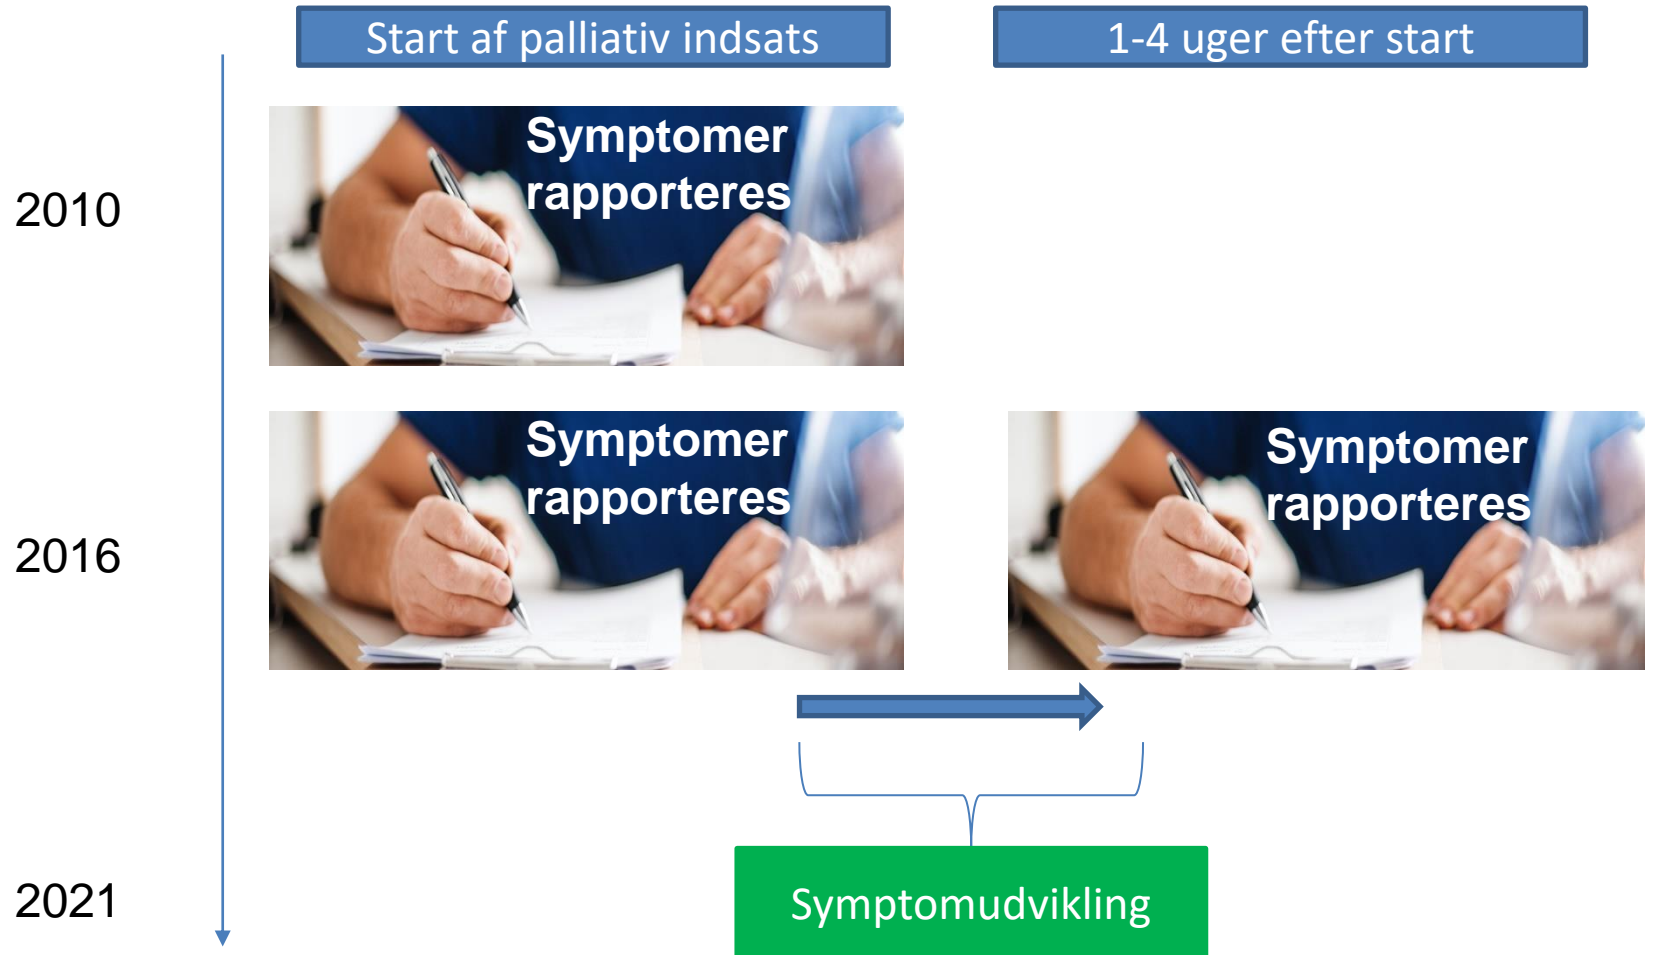 Start af palliativ indsats
1-4 uger efter start
2010
Symptomer
rapporteres
2016
Symptomer
rapporteres
Symptomer
rapporteres
2021
Symptomudvikling